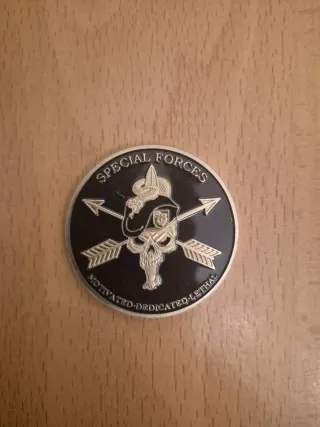 SPECIAL FORCES
MOTIVATED-DEDICATED-LETHAL